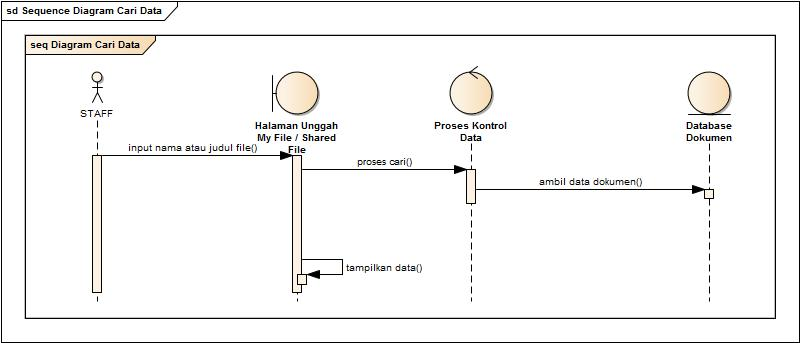 sd Sequence Diagram Cari Data
seq Diagram Cari Data
STAFF
Halaman Unggah
My File / Shared
File
Proses Kontrol
Data
Database
Dokumen
input nama atau judul file()
proses cari()
ambil data dokumen()
tampilkan data()